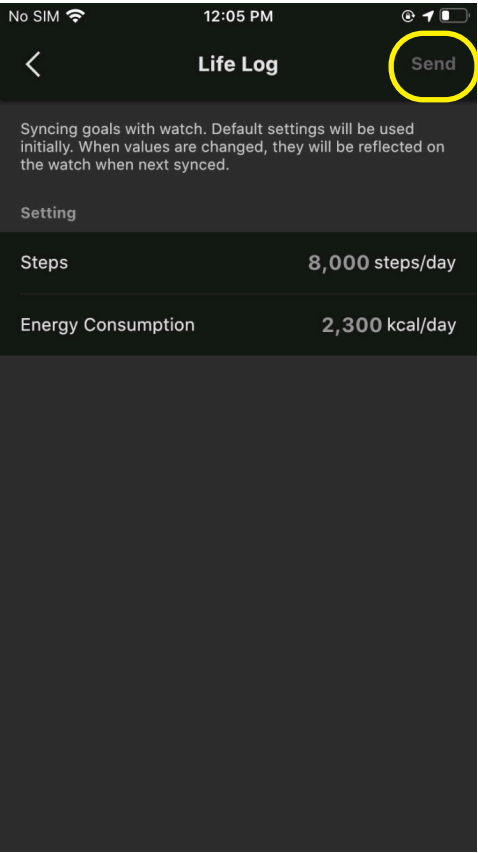 No SIM 12:05 PM
Life Log Send
Syncing goals with watch. Default settings will be used
initially. When values are changed, they will be reflected on
the watch when next synced.
Setting
Steps 8,000 steps/day
Energy Consumption 2,300 kcal/day